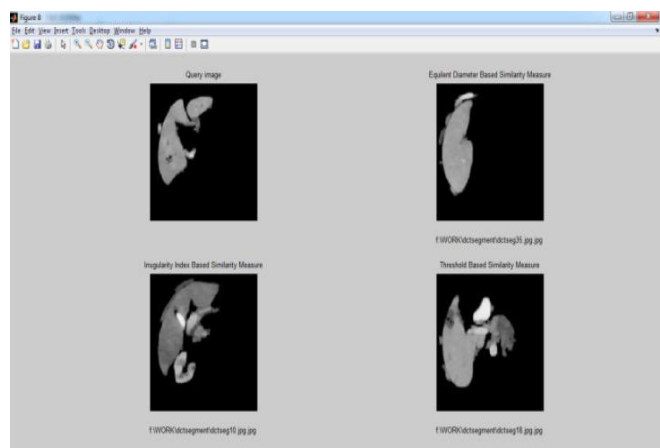 Figure 8
File Edit View Insert Tools Desktop Window Help
Query image
Equilent Diameter Based Similarity Measure
f:\WORK\dctsegment\dctseg35.jpg.jpg
Irrugularity Index Based Similarity Measure
Threshold Based Similarity Measure
f:\WORK\dctsegment\dctseg10.jpg.jpg
f:\WORK\dctsegment\dctseg18.jpg.jpg